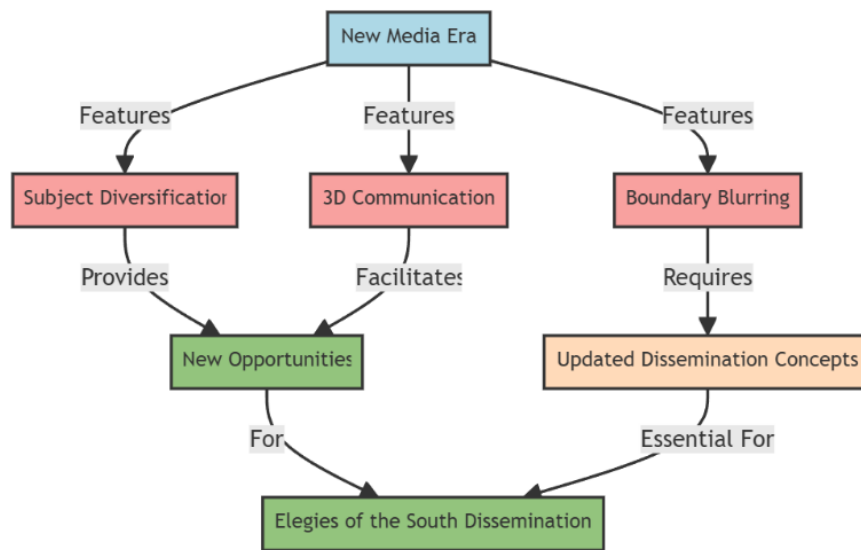 New Media Era
Features
Features
Features
Subject Diversification
3D Communication
Boundary Blurring
Provides
Facilitates
Requires
New Opportunities
Updated Dissemination Concepts
For
Essential For
Elegies of the South Dissemination